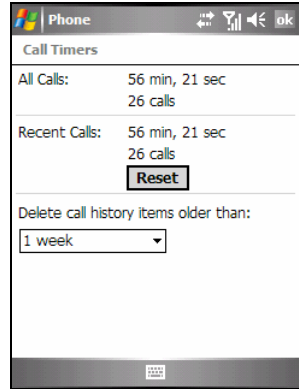 Phone
ok
Call Timers
All Calls: 56 min, 21 sec
26 calls
Recent Calls: 56 min, 21 sec
26 calls
Reset
Delete call history items older than:
1 week